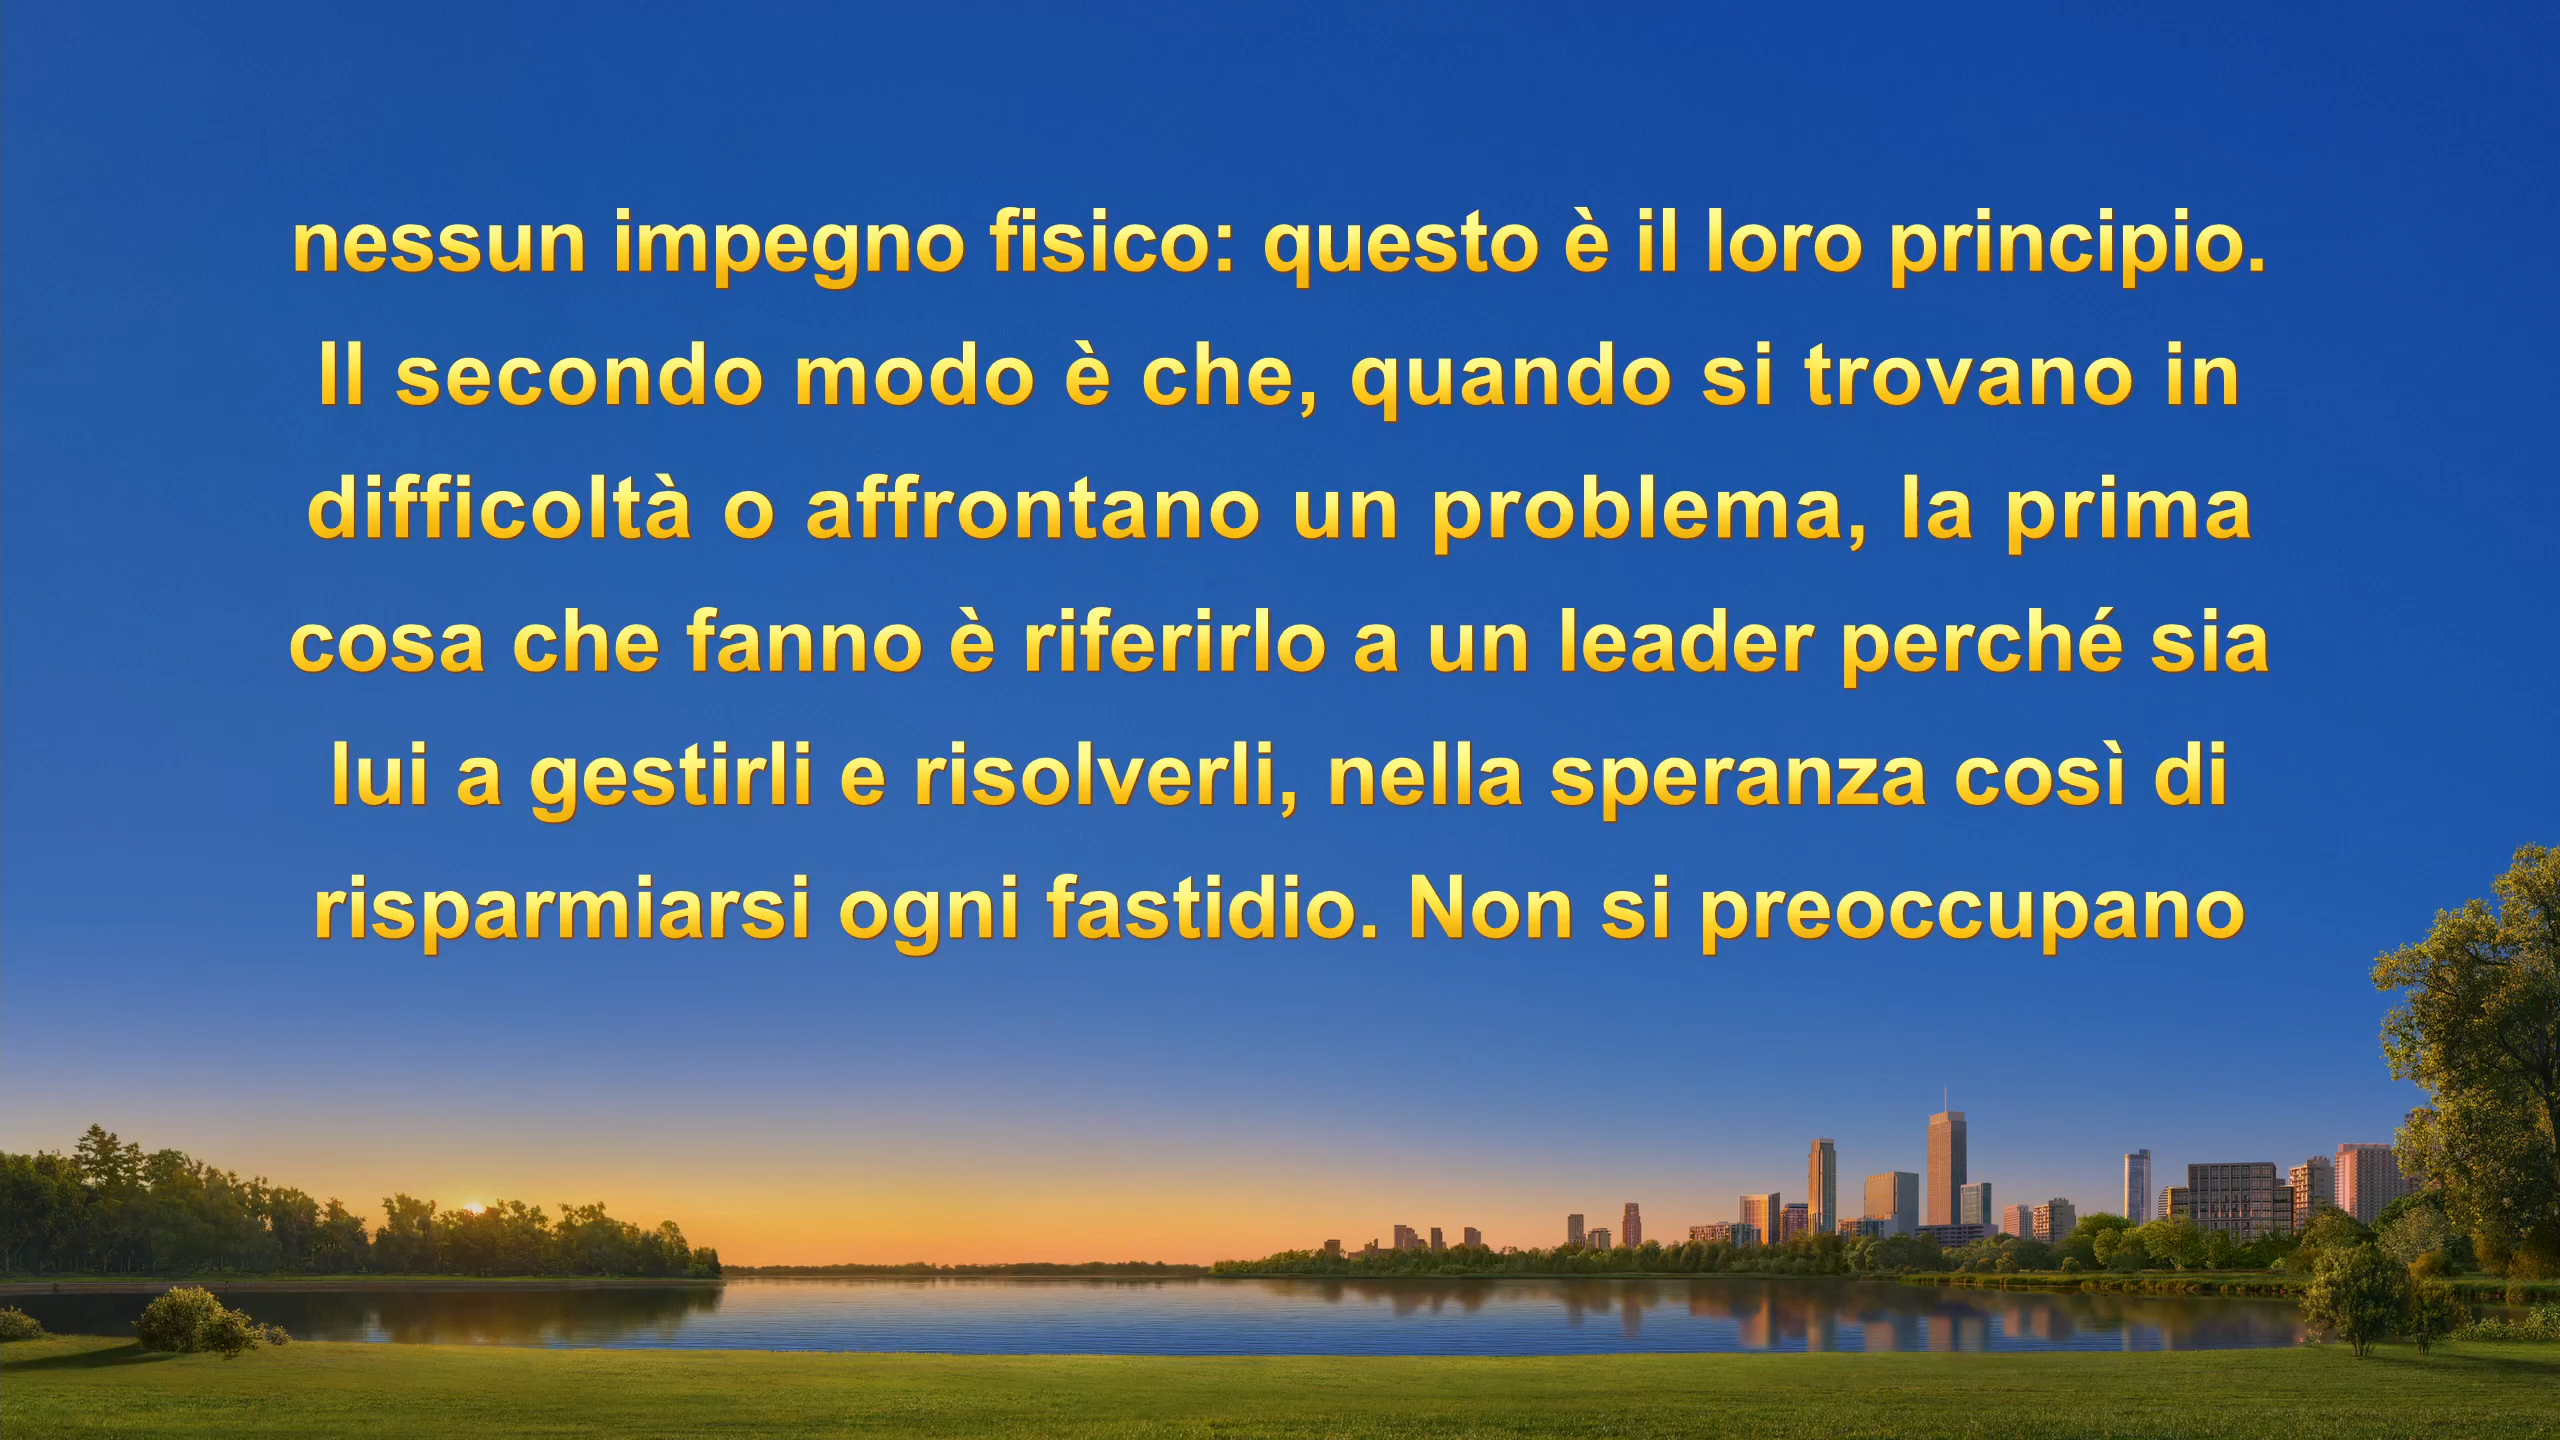 nessun impegno fisico: questo è il loro principio.
Il secondo modo è che, quando si trovano in
difficoltà o affrontano un problema, la prima
cosa che fanno è riferirlo a un leader perché sia
lui a gestirli e risolverli, nella speranza così di
risparmiarsi ogni fastidio. Non si preoccupano